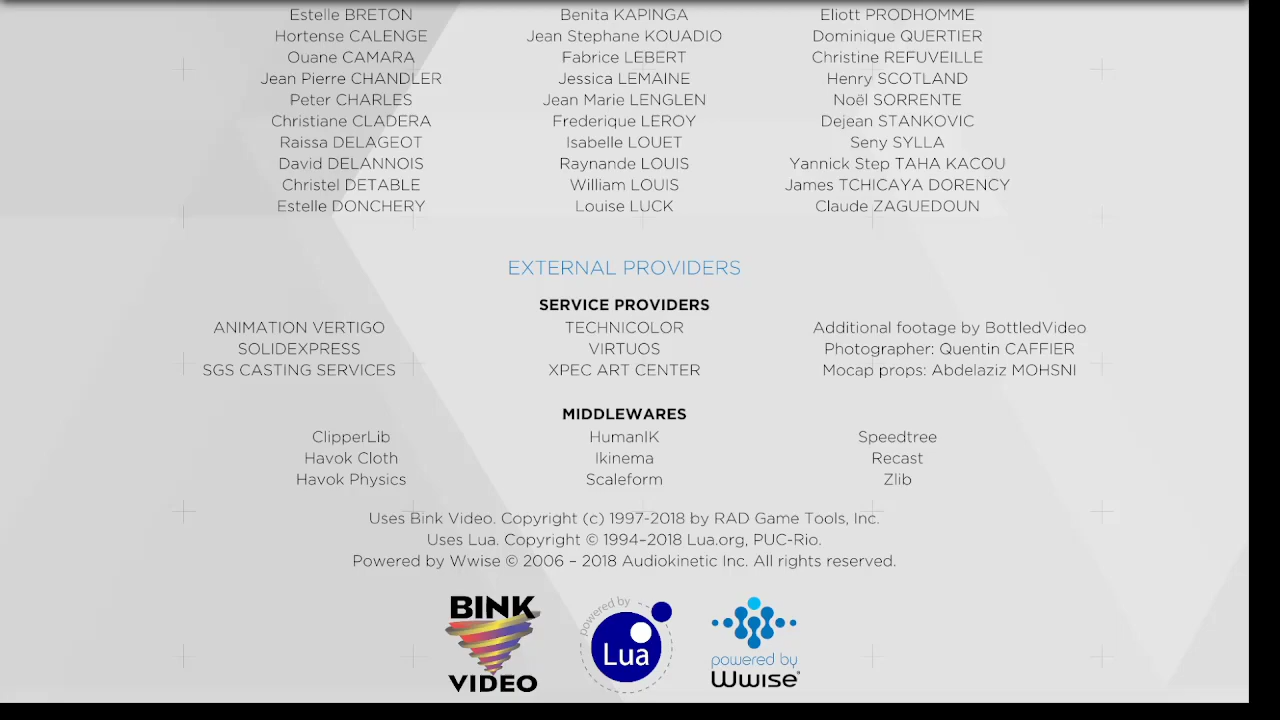 Estelle BRETON Benita KAPINGA Eliott PRODHOMME
Hortense CALENGE Jean Stephane KOUADIO Dominique QUERTIER
Ouane CAMARA Fabrice LEBERT Christine REFUVEILLE
Jean Pierre CHANDLER Jessica LEMAINE Henry SCOTLAND
Peter CHARLES Jean Marie LENGLEN Noël SORRENTE
Christiane CLADERA Frederique LEROY Dejean STANKOVIC
Raissa DELAGEOT Isabelle LOUET Seny SYLLA
David DELANNOIS Raynande LOUIS Yannick Step TAHA KACOU
Christel DETABLE William LOUIS James TCHICAYA DORENCY
Estelle DONCHERY Louise LUCK Claude ZAGUEDOUN
EXTERNAL PROVIDERS
SERVICE PROVIDERS
ANIMATION VERTIGO TECHNICOLOR Additional footage by BottledVideo
SOLIDEXPRESS VIRTUOS Photographer: Quentin CAFFIER
SGS CASTING SERVICES XPEC ART CENTER Mocap props: Abdelaziz MOHSNI
MIDDLEWARES
ClipperLib HumanIK Speedtree
Havok Cloth Ikinema Recast
Havok Physics Scaleform Zlib
Uses Bink Video. Copyright (c) 1997-2018 by RAD Game Tools, Inc.
Uses Lua. Copyright © 1994–2018 Lua.org, PUC-Rio.
Powered by Wwise © 2006 – 2018 Audiokinetic Inc. All rights reserved.
BINK
VIDEO
powered by
Lua
powered by
Wwise®